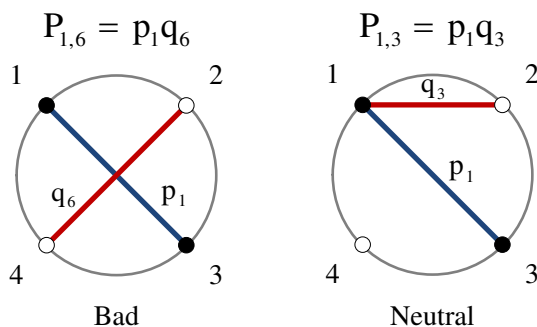 P₁,₆ = p₁q₆
1
2
q₆
p₁
4
3
Bad
P₁,₃ = p₁q₃
1
2
q₃
p₁
4
3
Neutral